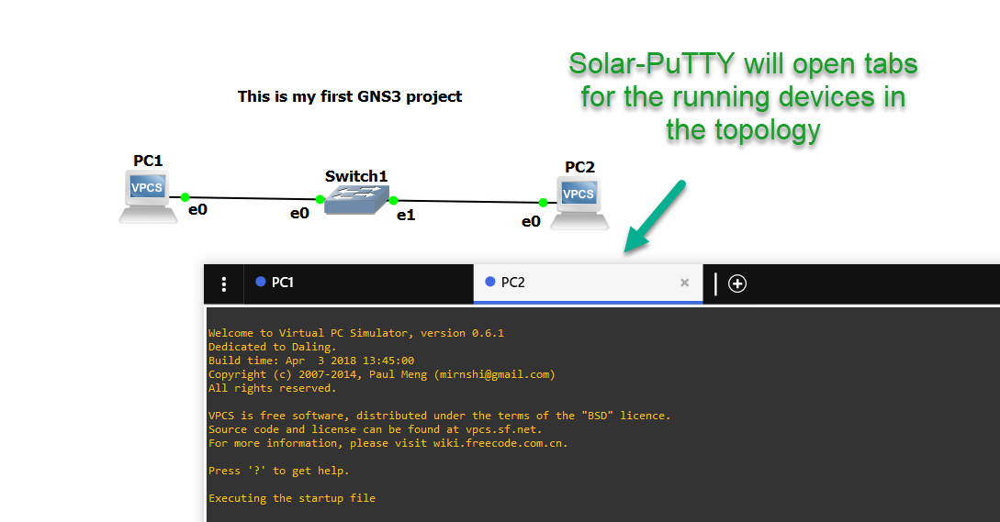 Solar-PuTTY will open tabs
for the running devices in
the topology
This is my first GNS3 project
PC1
VPCS
e0
Switch1
e0
e1
PC2
VPCS
e0
PC1
PC2
Welcome to Virtual PC Simulator, version 0.6.1
Dedicated to Daling.
Build time: Apr  3 2018 13:45:00
Copyright (c) 2007-2014, Paul Meng (mirnshi@gmail.com)
All rights reserved.
VPCS is free software, distributed under the terms of the "BSD" licence.
Source code and license can be found at vpcs.sf.net.
For more information, please visit wiki.freecode.com.cn.
Press '?' to get help.
Executing the startup file